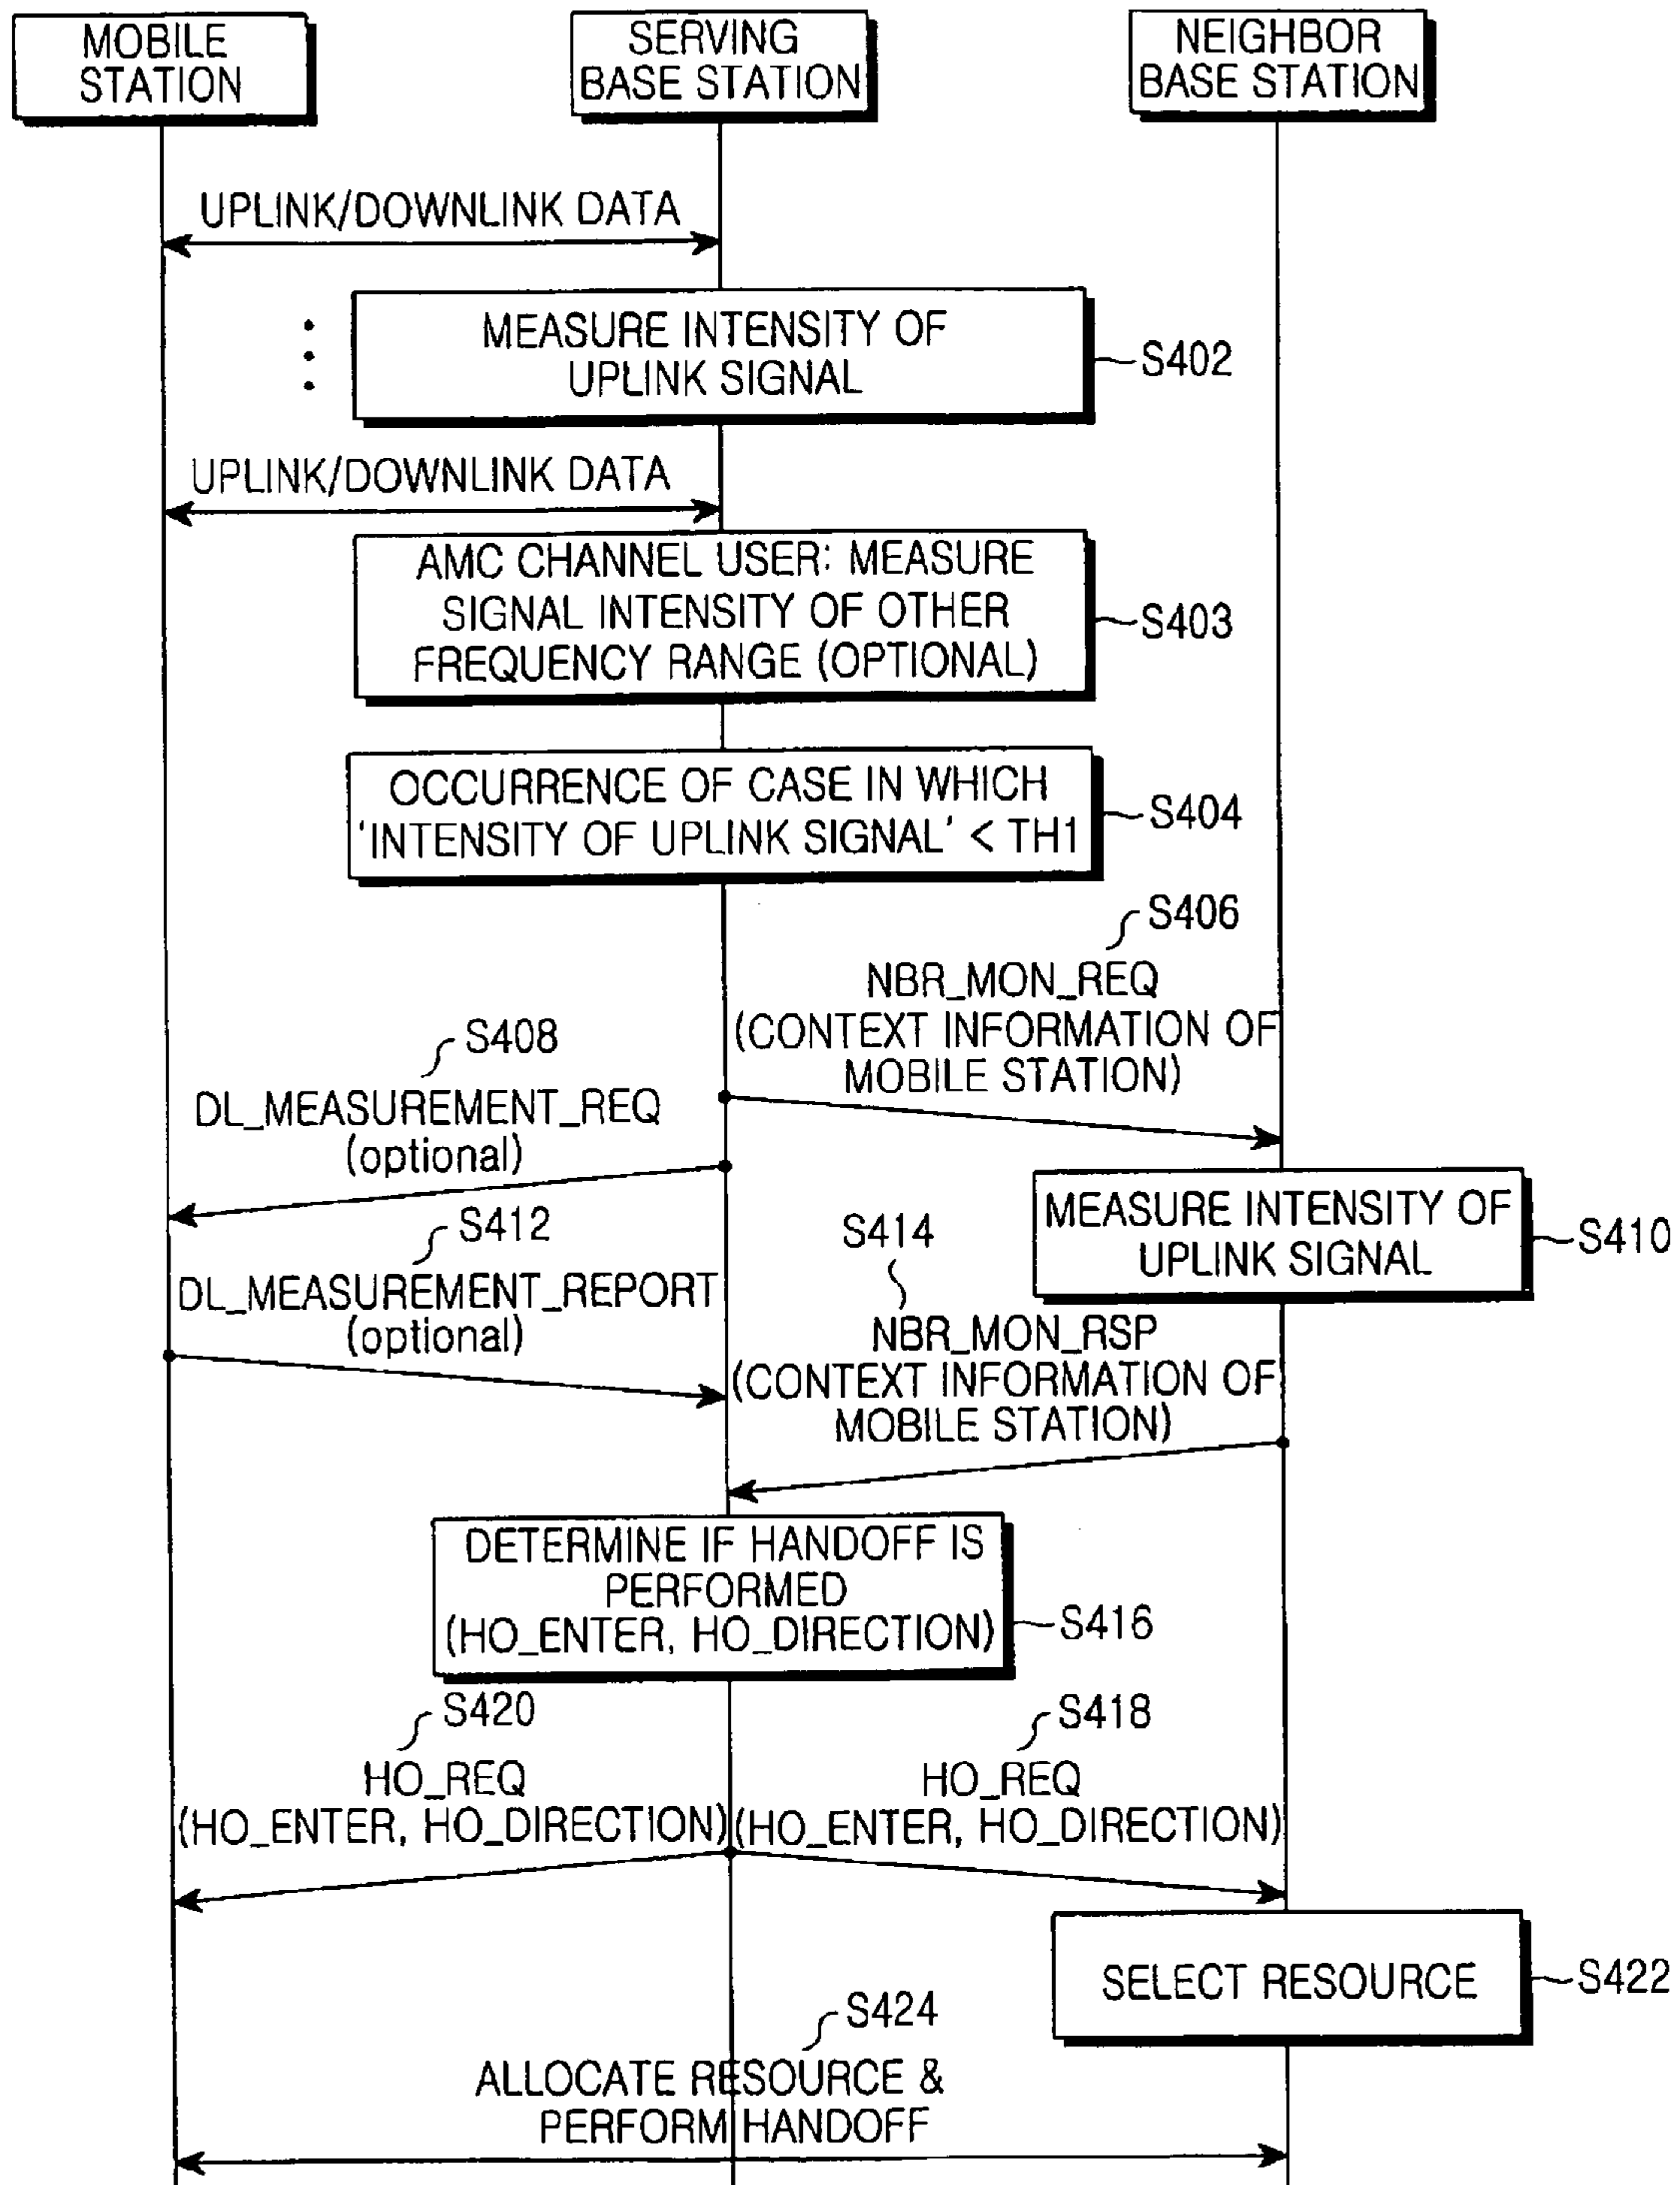 MOBILE
STATION
SERVING
BASE STATION
NEIGHBOR
BASE STATION
UPLINK/DOWNLINK DATA
MEASURE INTENSITY OF
UPLINK SIGNAL
S402
UPLINK/DOWNLINK DATA
AMC CHANNEL USER: MEASURE
SIGNAL INTENSITY OF OTHER
FREQUENCY RANGE (OPTIONAL)
S403
OCCURRENCE OF CASE IN WHICH
'INTENSITY OF UPLINK SIGNAL' < TH1
S404
S406
NBR_MON_REQ
(CONTEXT INFORMATION OF
MOBILE STATION)
S408
DL_MEASUREMENT_REQ
(optional)
MEASURE INTENSITY OF
UPLINK SIGNAL
S410
S412
DL_MEASUREMENT_REPORT
(optional)
S414
NBR_MON_RSP
(CONTEXT INFORMATION OF
MOBILE STATION)
DETERMINE IF HANDOFF IS
PERFORMED
(HO_ENTER, HO_DIRECTION)
S416
S420
HO_REQ
(HO_ENTER, HO_DIRECTION)
S418
HO_REQ
(HO_ENTER, HO_DIRECTION)
SELECT RESOURCE
S422
S424
ALLOCATE RESOURCE &
PERFORM HANDOFF